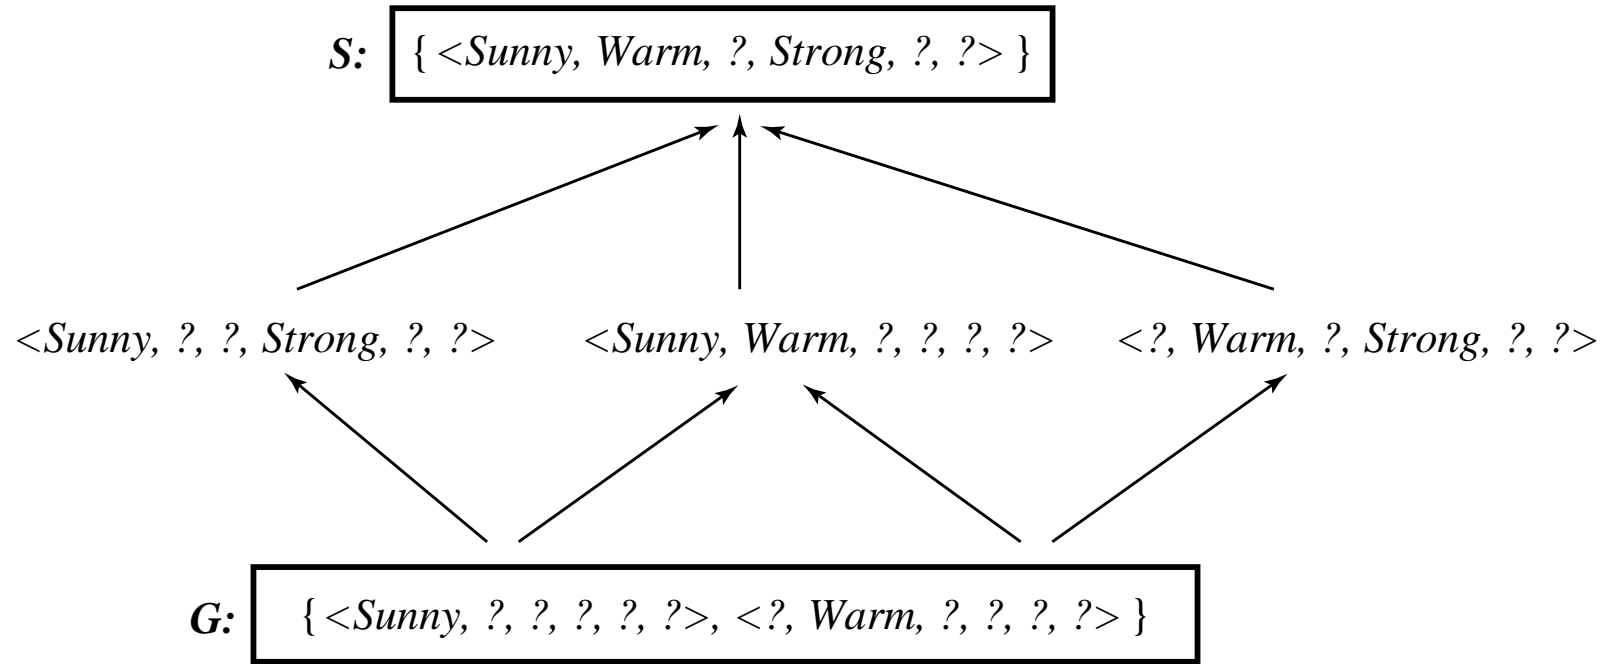 S: { <Sunny, Warm, ?, Strong, ?, ?> }
<Sunny, ?, ?, Strong, ?, ?> <Sunny, Warm, ?, ?, ?, ?> <?, Warm, ?, Strong, ?, ?>
G: { <Sunny, ?, ?, ?, ?, ?>, <?, Warm, ?, ?, ?, ?> }